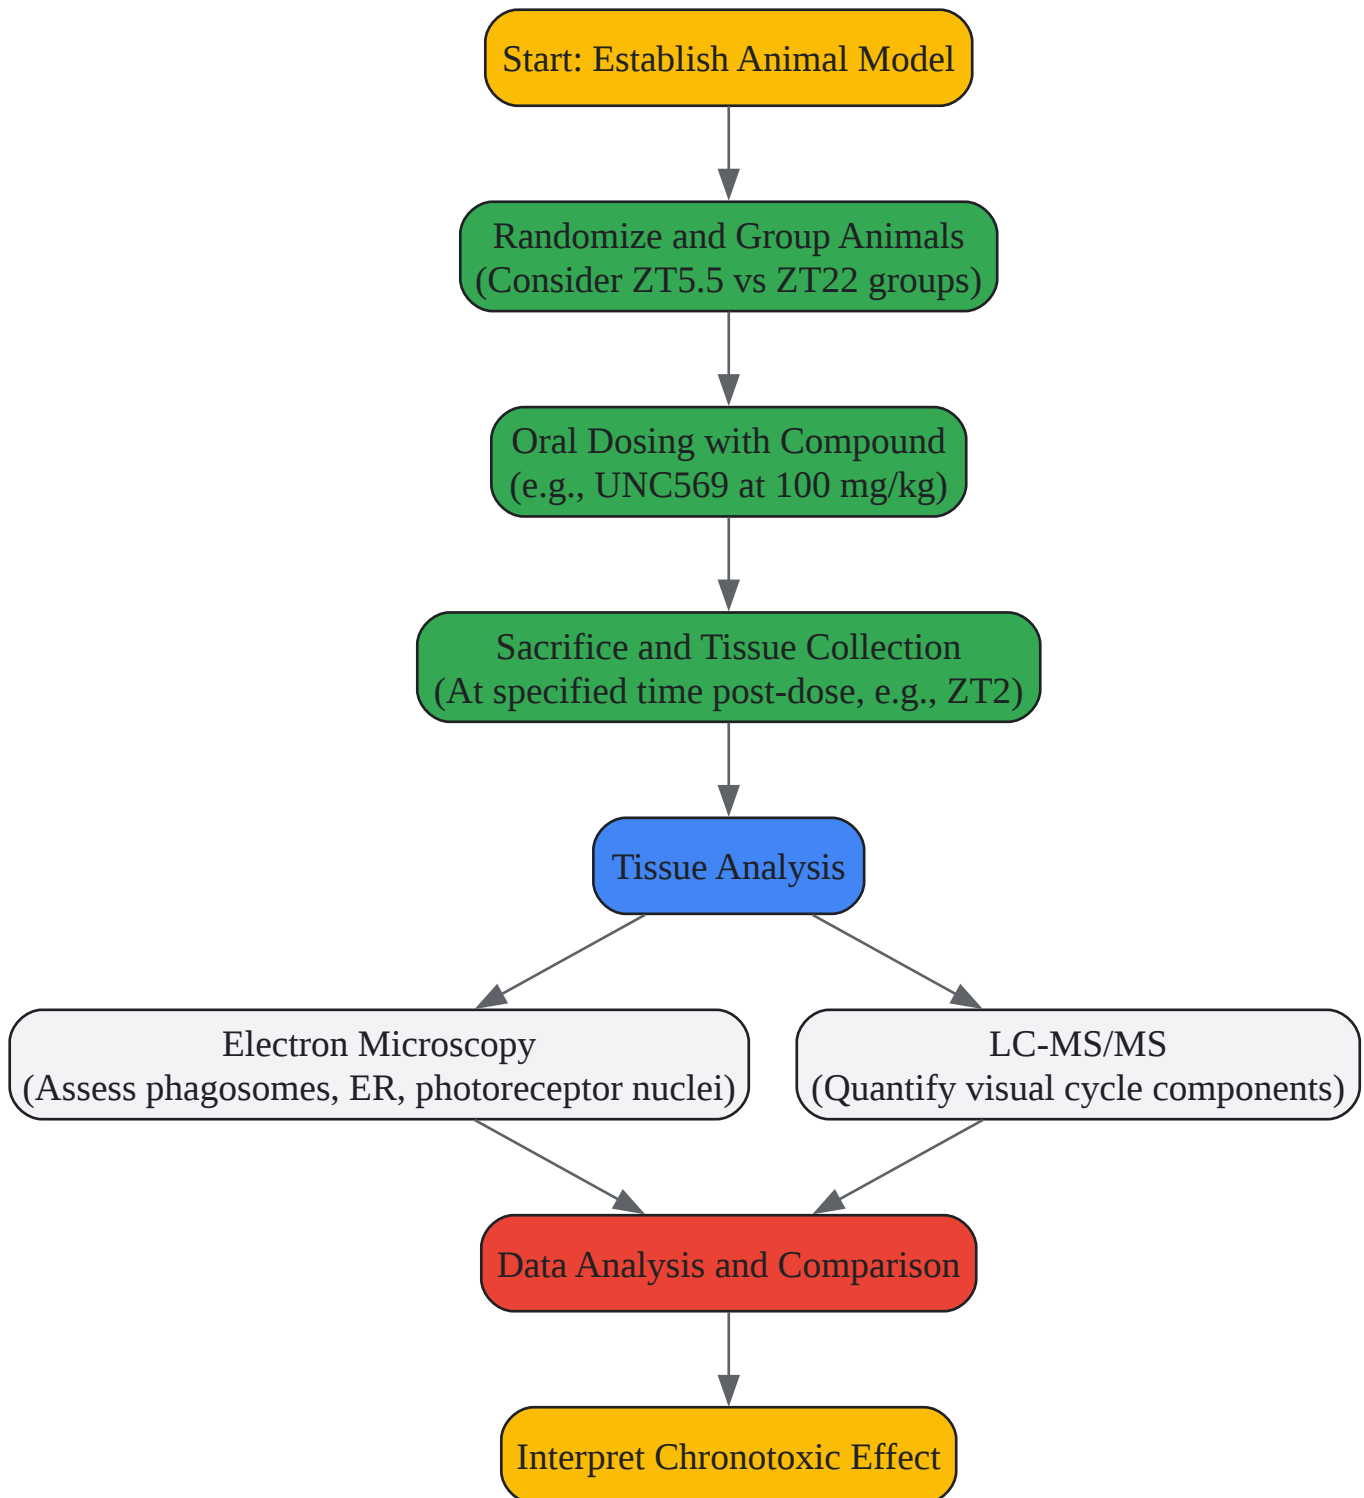 Start: Establish Animal Model
Randomize and Group Animals
(Consider ZT5.5 vs ZT22 groups)
Oral Dosing with Compound
(e.g., UNC569 at 100 mg/kg)
Sacrifice and Tissue Collection
(At specified time post-dose, e.g., ZT2)
Tissue Analysis
Electron Microscopy
(Assess phagosomes, ER, photoreceptor nuclei)
LC-MS/MS
(Quantify visual cycle components)
Data Analysis and Comparison
Interpret Chronotoxic Effect